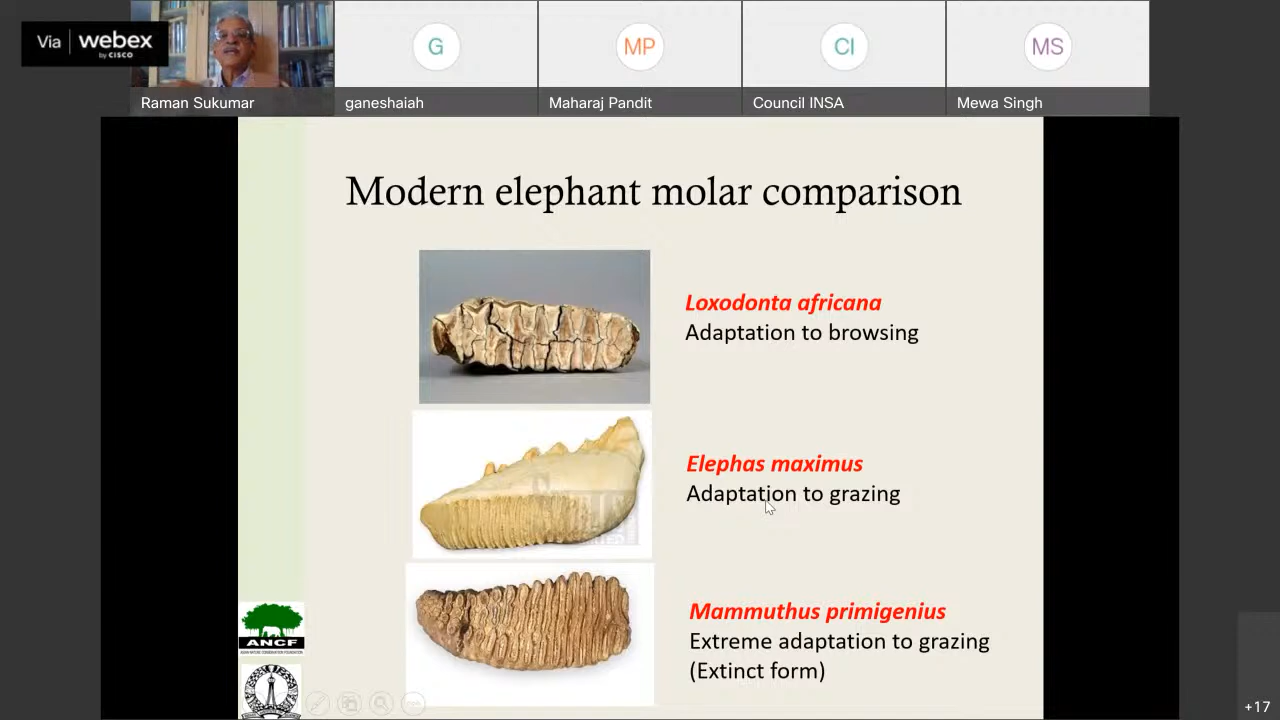 Via webex
by CISCO
G
MP
CI
MS
Raman Sukumar
ganeshaiah
Maharaj Pandit
Council INSA
Mewa Singh
Modern elephant molar comparison
Loxodonta africana
Adaptation to browsing
Elephas maximus
Adaptation to grazing
Mammuthus primigenius
Extreme adaptation to grazing
(Extinct form)
ANCF
+17